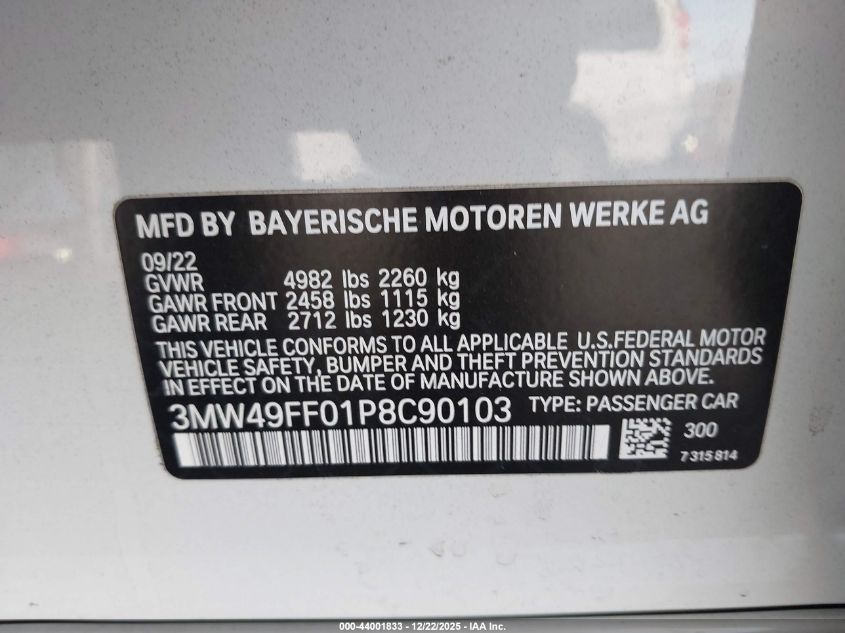 MFD BY BAYERISCHE MOTOREN WERKE AG
09/22
GVWR 4982 lbs 2260 kg
GAWR FRONT 2458 lbs 1115 kg
GAWR REAR 2712 lbs 1230 kg
THIS VEHICLE CONFORMS TO ALL APPLICABLE U.S.FEDERAL MOTOR
VEHICLE SAFETY, BUMPER AND THEFT PREVENTION STANDARDS
IN EFFECT ON THE DATE OF MANUFACTURE SHOWN ABOVE.
3MW49FF01P8C90103 TYPE: PASSENGER CAR
300
7 315 814
000-44001833 - 12/22/2025 - IAA Inc.